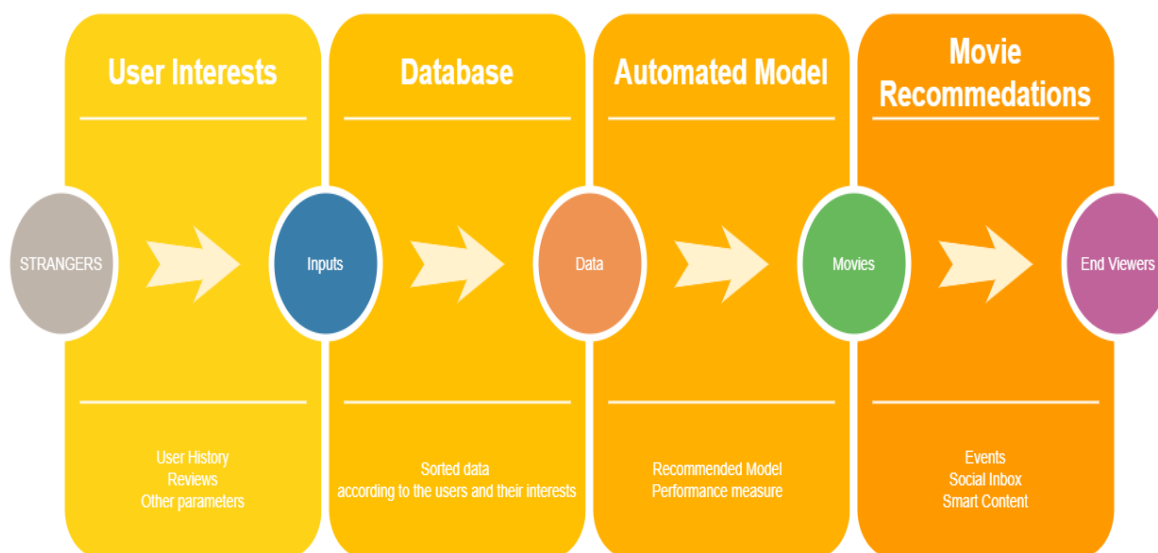 User Interests
Database
Automated Model
Movie
Recommedations
STRANGERS
Inputs
Data
Movies
End Viewers
User History
Reviews
Other parameters
Sorted data
according to the users and their interests
Recommended Model
Performance measure
Events
Social Inbox
Smart Content